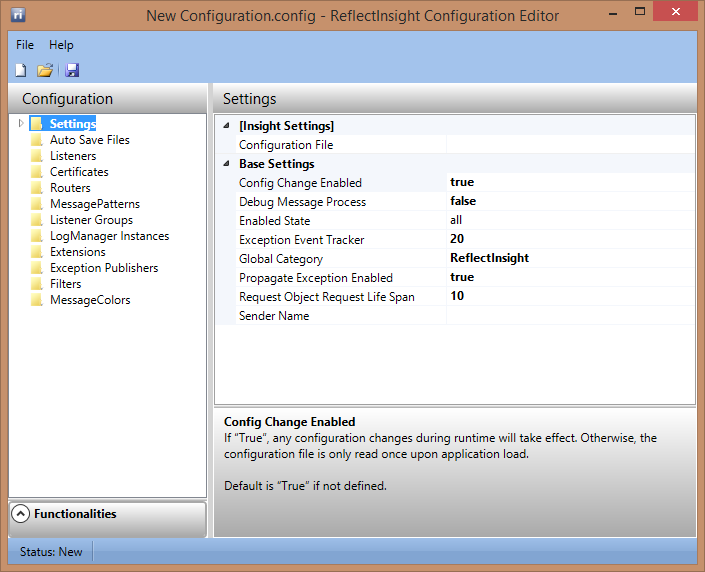 ri
New Configuration.config - ReflectInsight Configuration Editor
File Help
Configuration
Settings
Auto Save Files
Listeners
Certificates
Routers
MessagePatterns
Listener Groups
LogManager Instances
Extensions
Exception Publishers
Filters
MessageColors
Functionalities
Settings
[Insight Settings]
Configuration File
Base Settings
Config Change Enabled true
Debug Message Process false
Enabled State all
Exception Event Tracker 20
Global Category ReflectInsight
Propagate Exception Enabled true
Request Object Request Life Span 10
Sender Name
Config Change Enabled
If “True”, any configuration changes during runtime will take effect. Otherwise, the
configuration file is only read once upon application load.
Default is “True” if not defined.
Status: New